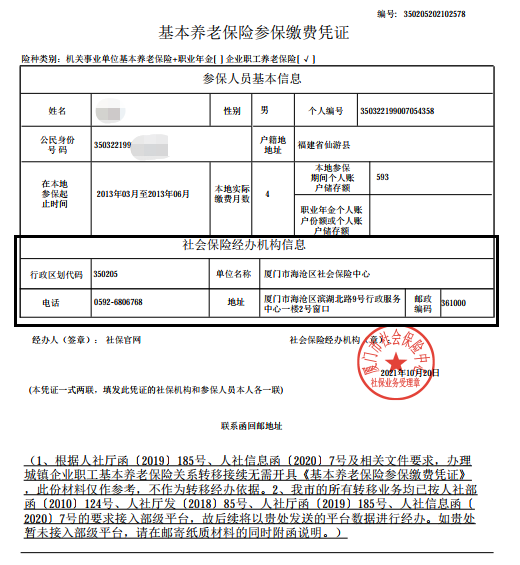 编号: 350205202102578
基本养老保险参保缴费凭证
险种类别：机关事业单位基本养老保险+职业年金[ ]企业职工养老保险[ √ ]
参保人员基本信息
姓名
性别 男 个人编号 350322199007054358
公民身份
号 码
350322199
户籍地
地址
福建省仙游县
在本地
参保起
止时间
2013年03月至2013年06月
本地实际
缴费月数
4
本地参保
期间个人账
户储存额
593
职业年金个人账
户份额或个人账
户储存额
社会保险经办机构信息
行政区划代码 350205 单位名称 厦门市海沧区社会保险中心
电话 0592-6806768 地址
厦门市海沧区滨湖北路9号行政服务
中心一楼2号窗口
邮政
编码
361000
经办人（签章）： 社保官网 社会保险经办机构（章）：
厦门市社会保险中心
2021年10月20日
社保业务受理章
(本凭证一式两联，填发此凭证的社保机构和参保人员本人各一联)
联系函回邮地址
（1、根据人社厅函〔2019〕185号、人社信息函〔2020〕7号及相关文件要求，办理
城镇企业职工基本养老保险关系转移接续无需开具《基本养老保险参保缴费凭证》
，此份材料仅作参考，不作为转移经办依据。2、我市的所有转移业务均已按人社部
函〔2010〕124号、人社厅发〔2018〕85号、人社厅函〔2019〕185号、人社信息函〔
2020〕7号的要求接入部级平台，故后续将以贵处发送的平台数据进行经办。如贵处
暂未接入部级平台，请在邮寄纸质材料的同时附函说明。）